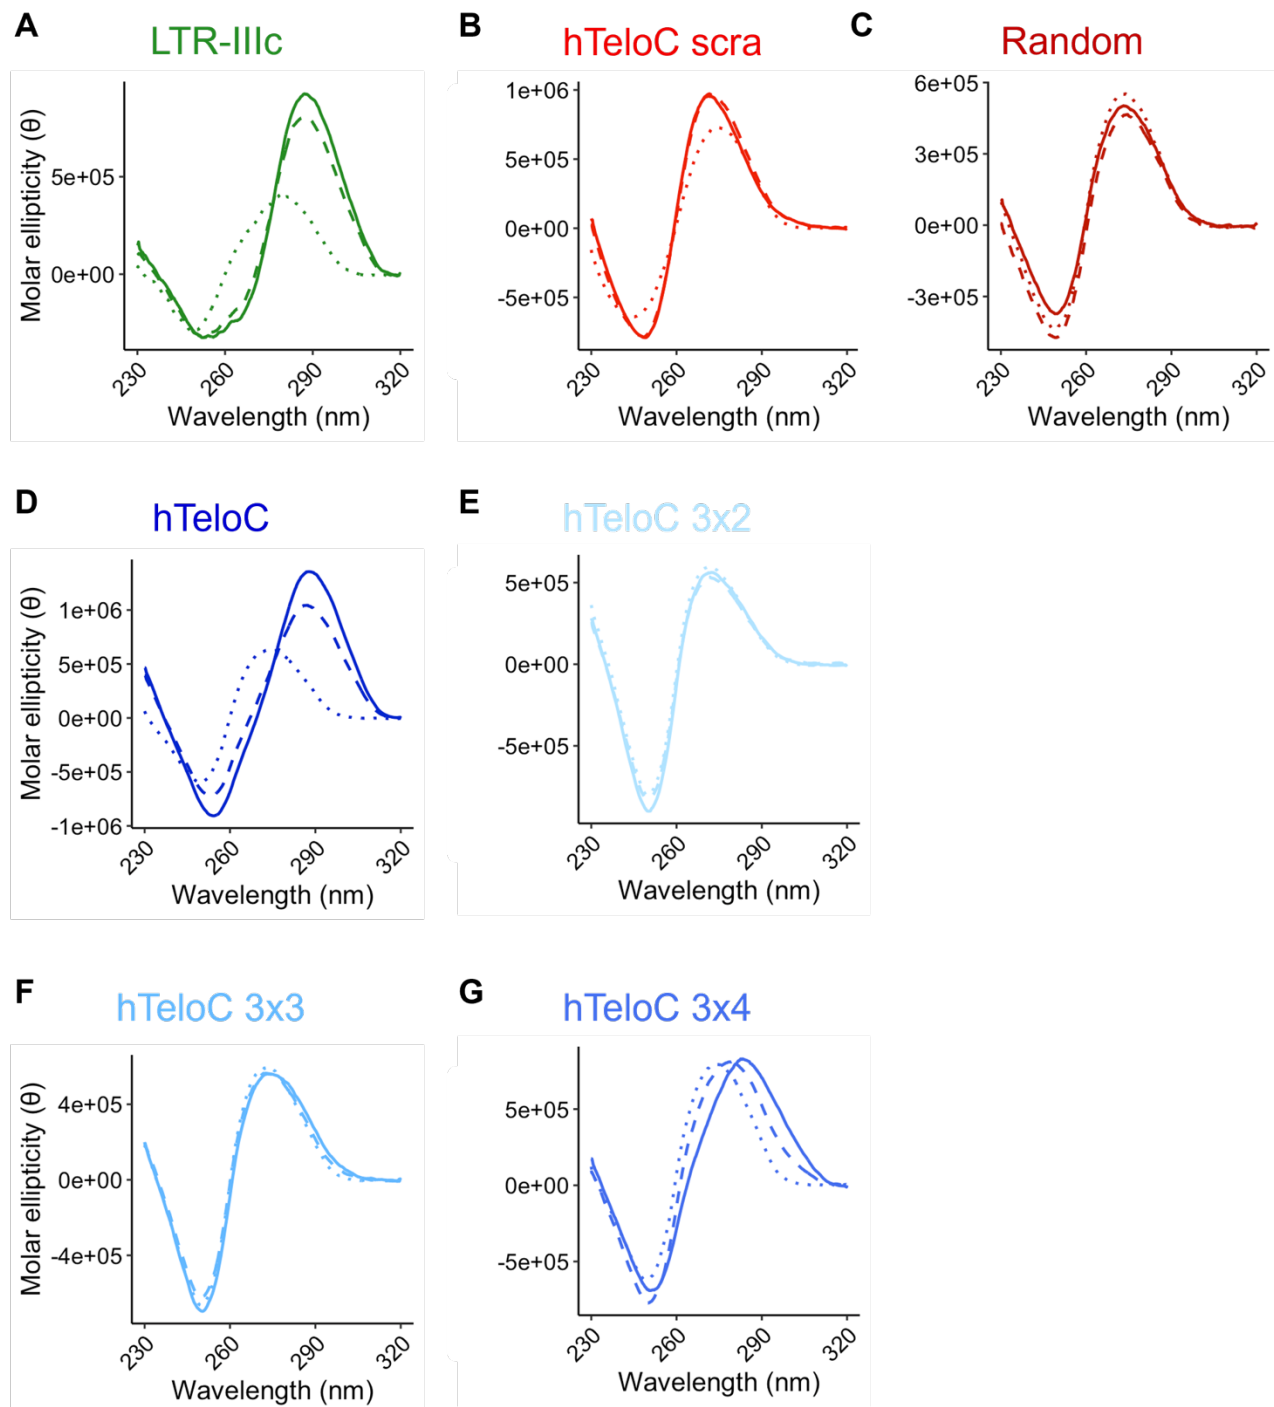 A
LTR-IIIc
Molar ellipticity (θ)
5e+05
0e+00
230
260
290
320
Wavelength (nm)
B
hTeloC scra
1e+06
5e+05
0e+00
-5e+05
230
260
290
320
Wavelength (nm)
C
Random
6e+05
3e+05
0e+00
-3e+05
230
260
290
320
Wavelength (nm)
D
hTeloC
Molar ellipticity (θ)
1e+06
5e+05
0e+00
-5e+05
-1e+06
230
260
290
320
Wavelength (nm)
E
hTeloC 3x2
5e+05
0e+00
-5e+05
230
260
290
320
Wavelength (nm)
F
hTeloC 3x3
Molar ellipticity (θ)
4e+05
0e+00
-4e+05
230
260
290
320
Wavelength (nm)
G
hTeloC 3x4
5e+05
0e+00
-5e+05
230
260
290
320
Wavelength (nm)